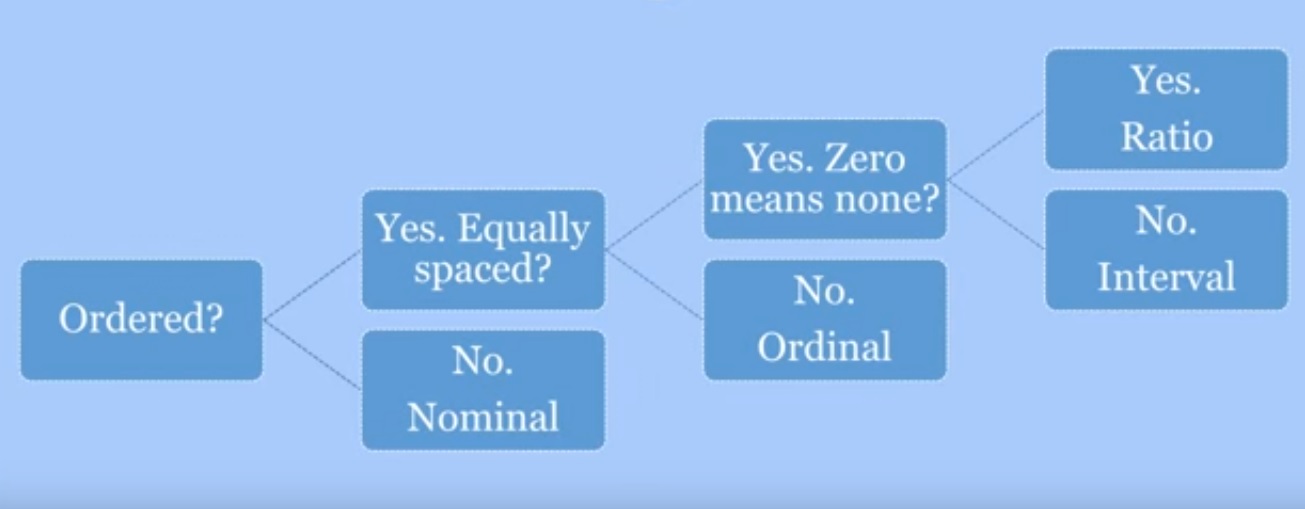 Ordered?
Yes. Equally
spaced?
No.
Nominal
Yes. Zero
means none?
No.
Ordinal
Yes.
Ratio
No.
Interval